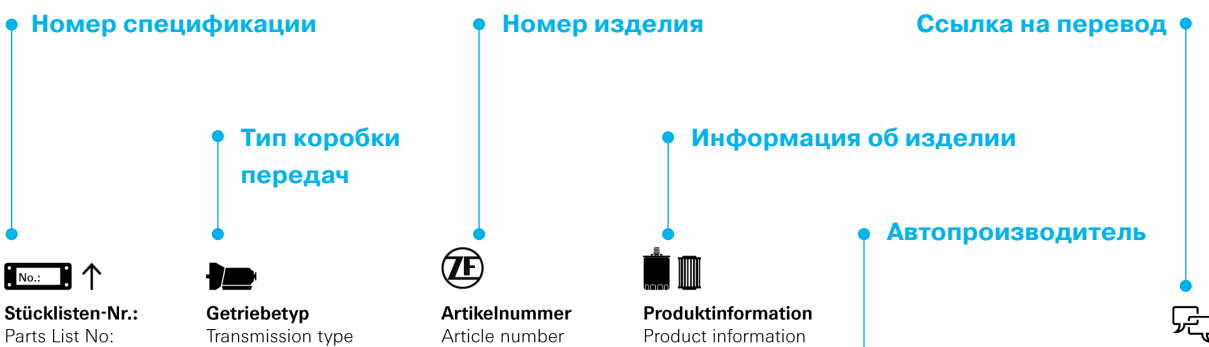 Номер спецификации
Номер изделия
Ссылка на перевод
Тип коробки
передач
Информация об изделии
Автопроизводитель
No.:
ZF
Stücklisten-Nr.:
Parts List No:
Getriebetyp
Transmission type
Artikelnummer
Article number
Produktinformation
Product information